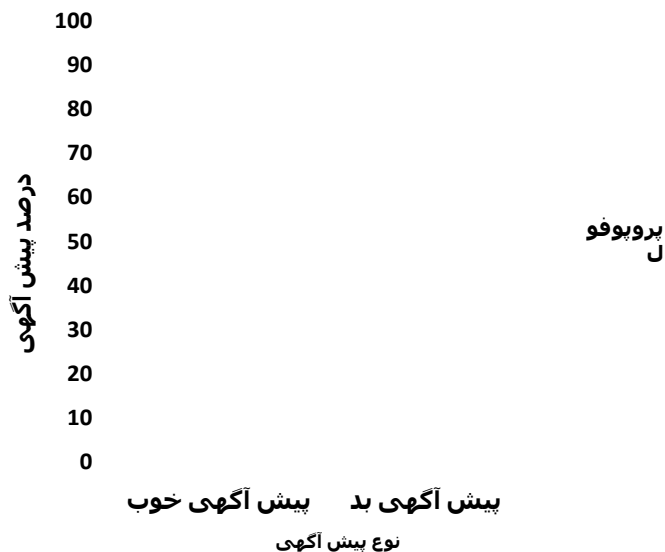 100
90
80
70
60
50
40
30
20
10
0
درصد پیش آگهی
پروپوفو
ل
پیش آگهی خوب
پیش آگهی بد
نوع پیش آگهی